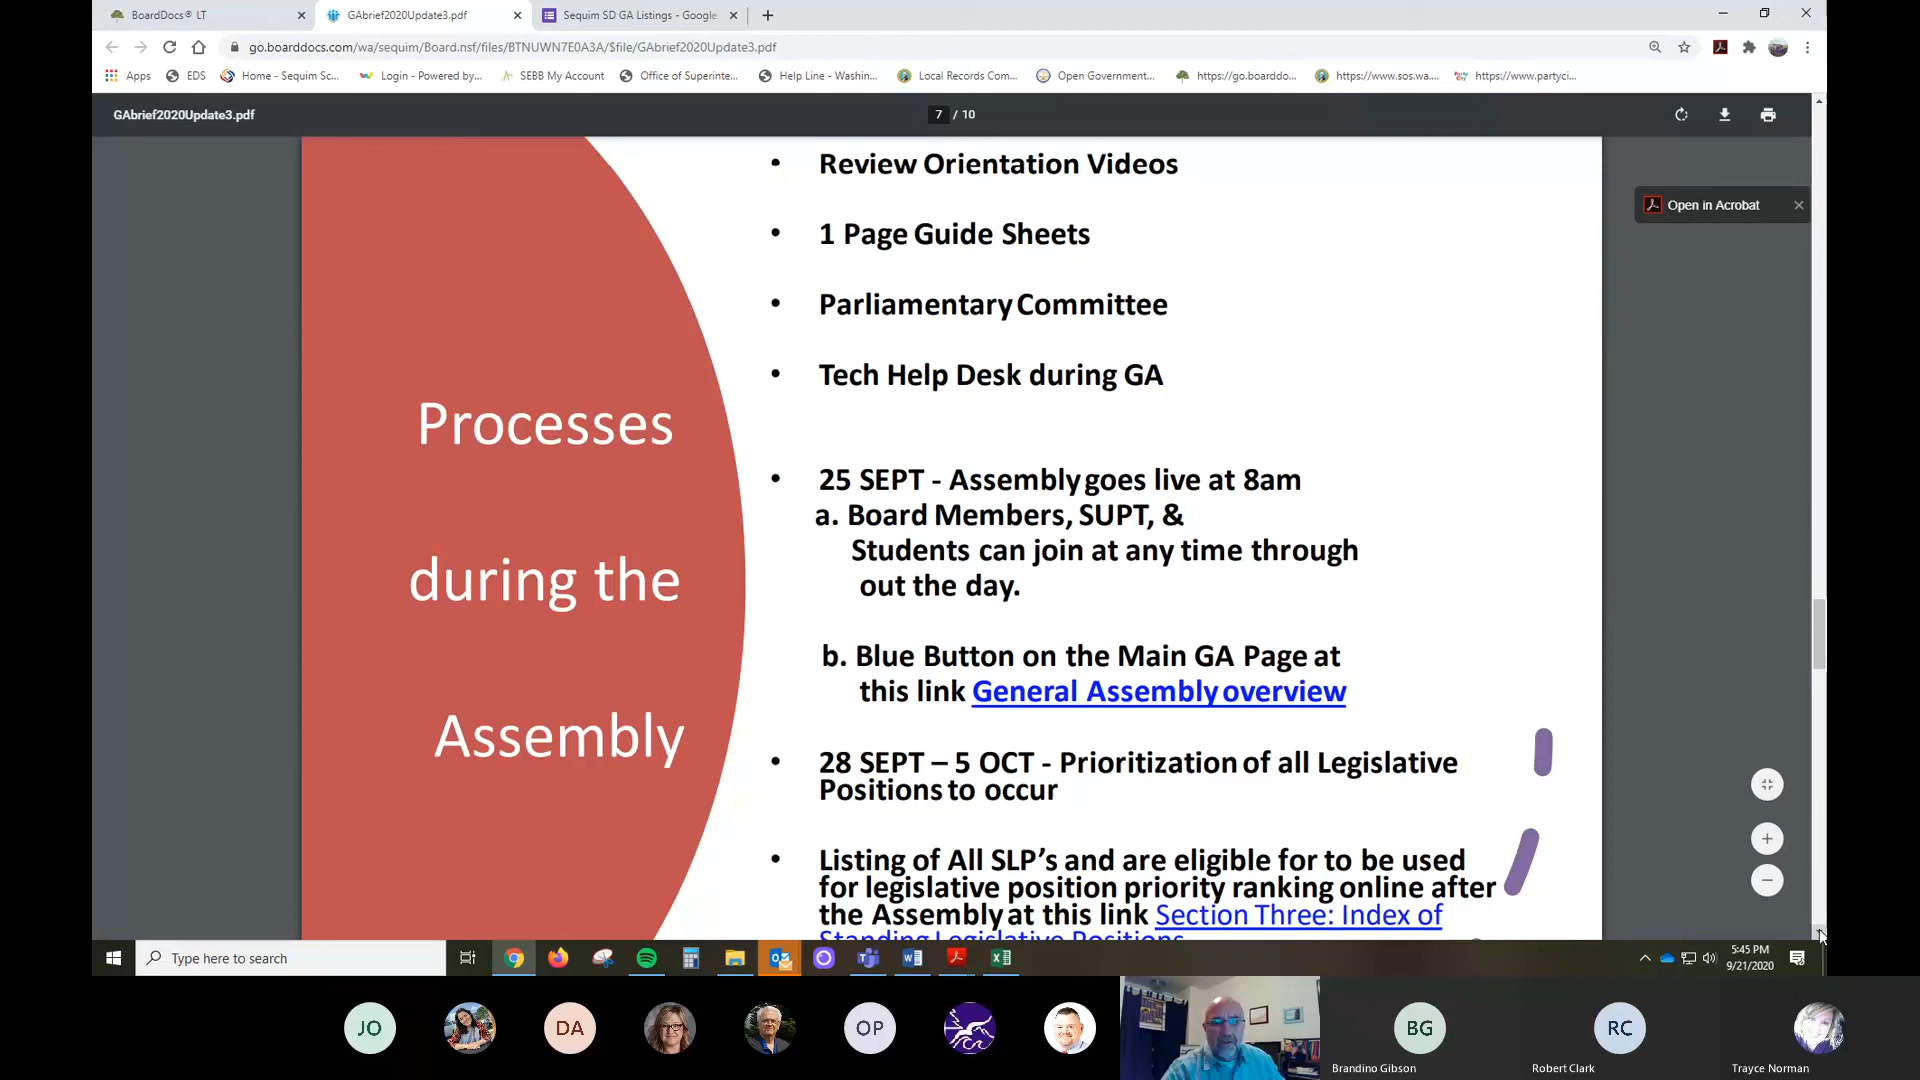 BoardDocs® LT
GAbrief2020Update3.pdf
Sequim SD GA Listings - Google
go.boarddocs.com/wa/sequim/Board.nsf/files/BTNUWN7E0A3A/$file/GAbrief2020Update3.pdf
Apps
EDS
Home - Sequim Sc...
Login - Powered by...
SEBB My Account
Office of Superinte...
Help Line - Washin...
Local Records Com...
Open Government...
https://go.boarddo...
https://www.sos.wa....
https://www.partyci...
GAbrief2020Update3.pdf
7 / 10
Open in Acrobat
Processes
during the
Assembly
• Review Orientation Videos
• 1 Page Guide Sheets
• Parliamentary Committee
• Tech Help Desk during GA
• 25 SEPT - Assembly goes live at 8am
a. Board Members, SUPT, &
Students can join at any time through
out the day.
b. Blue Button on the Main GA Page at
this link General Assembly overview
• 28 SEPT – 5 OCT - Prioritization of all Legislative
Positions to occur
• Listing of All SLP’s and are eligible for to be used
for legislative position priority ranking online after
the Assembly at this link Section Three: Index of
Standing Legislative Positions
Type here to search
5:45 PM
9/21/2020
JO
DA
OP
BG
RC
Brandino Gibson
Robert Clark
Trayce Norman